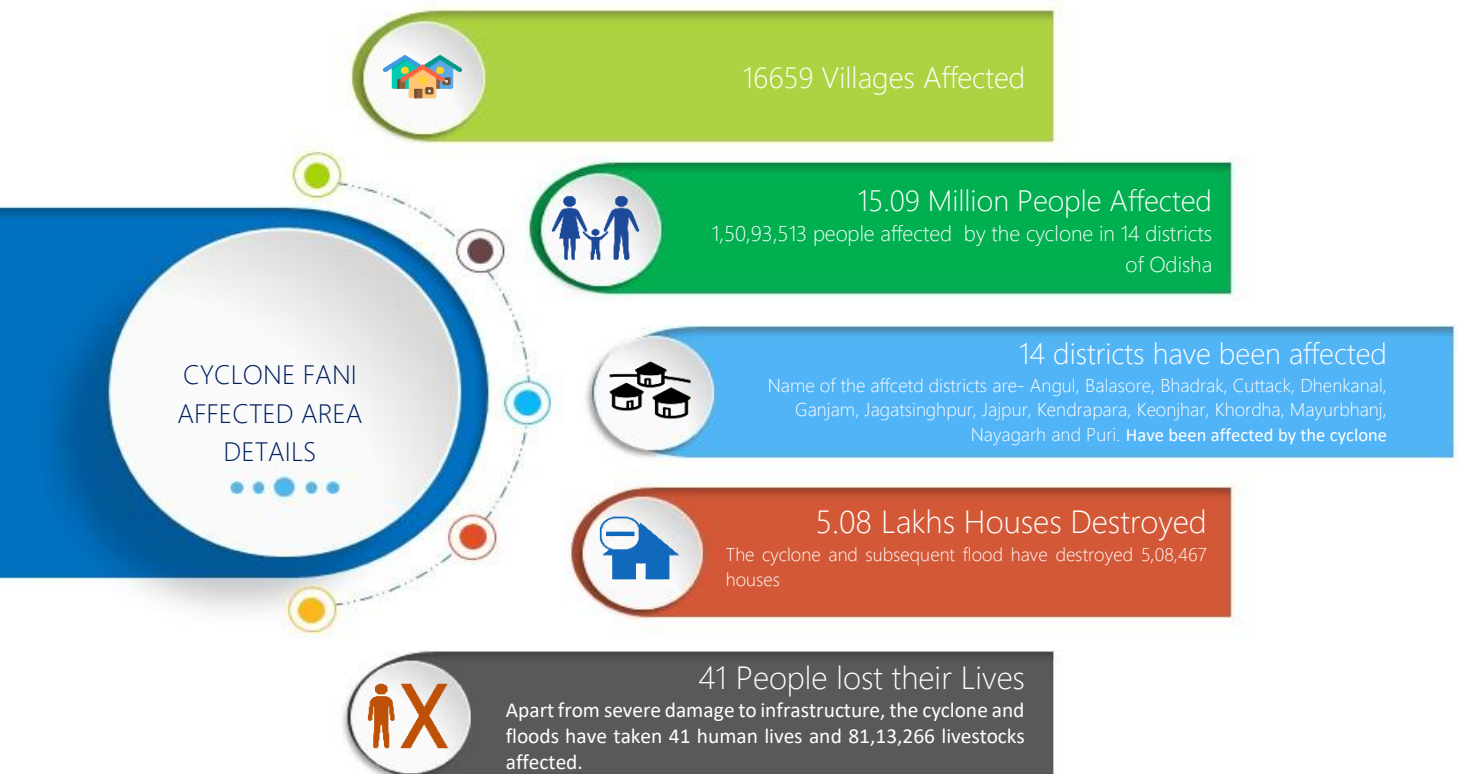 16659 Villages Affected
15.09 Million People Affected
1,50,93,513 people affected by the cyclone in 14 districts
of Odisha
CYCLONE FANI
AFFECTED AREA
DETAILS
14 districts have been affected
Name of the affcetd districts are- Angul, Balasore, Bhadrak, Cuttack, Dhenkanal,
Ganjam, Jagatsinghpur, Jajpur, Kendrapara, Keonjhar, Khordha, Mayurbhanj,
Nayagarh and Puri. Have been affected by the cyclone
5.08 Lakhs Houses Destroyed
The cyclone and subsequent flood have destroyed 5,08,467
houses
41 People lost their Lives
Apart from severe damage to infrastructure, the cyclone and
floods have taken 41 human lives and 81,13,266 livestocks
affected.